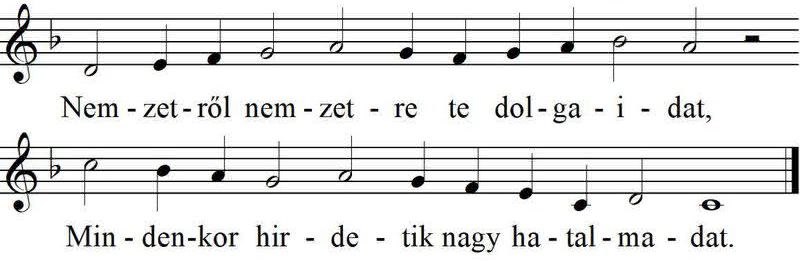 Nem - zet - ről nem - zet - re te dol - ga - i - dat,
Min - den - kor hir - de - tik nagy ha - tal - ma - dat.